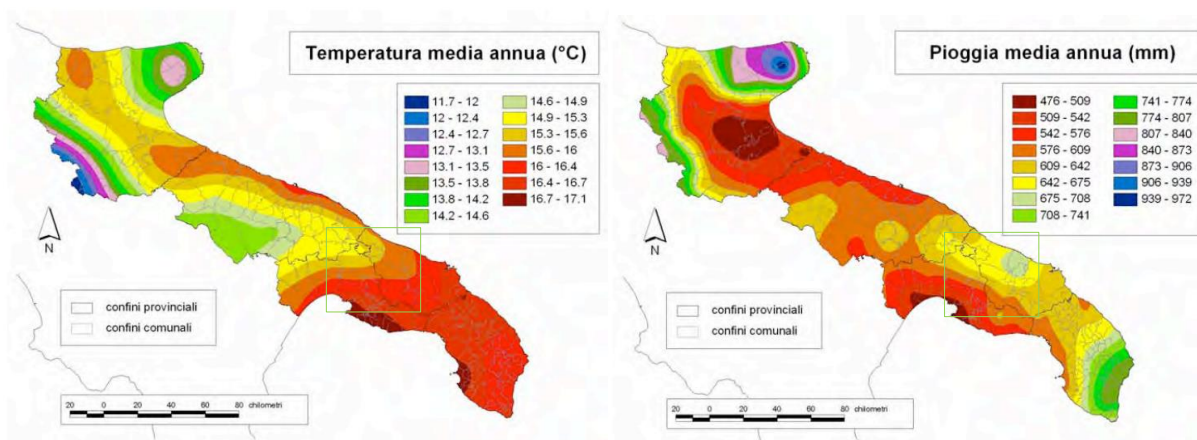 Temperatura media annua (°C)
11.7 - 12
12 - 12.4
12.4 - 12.7
12.7 - 13.1
13.1 - 13.5
13.5 - 13.8
13.8 - 14.2
14.2 - 14.6
14.6 - 14.9
14.9 - 15.3
15.3 - 15.6
15.6 - 16
16 - 16.4
16.4 - 16.7
16.7 - 17.1
N
confini provinciali
confini comunali
20 0 20 40 60 80 chilometri
Pioggia media annua (mm)
476 - 509
509 - 542
542 - 576
576 - 609
609 - 642
642 - 675
675 - 708
708 - 741
741 - 774
774 - 807
807 - 840
840 - 873
873 - 906
906 - 939
939 - 972
N
confini provinciali
confini comunali
20 0 20 40 60 80 chilometri